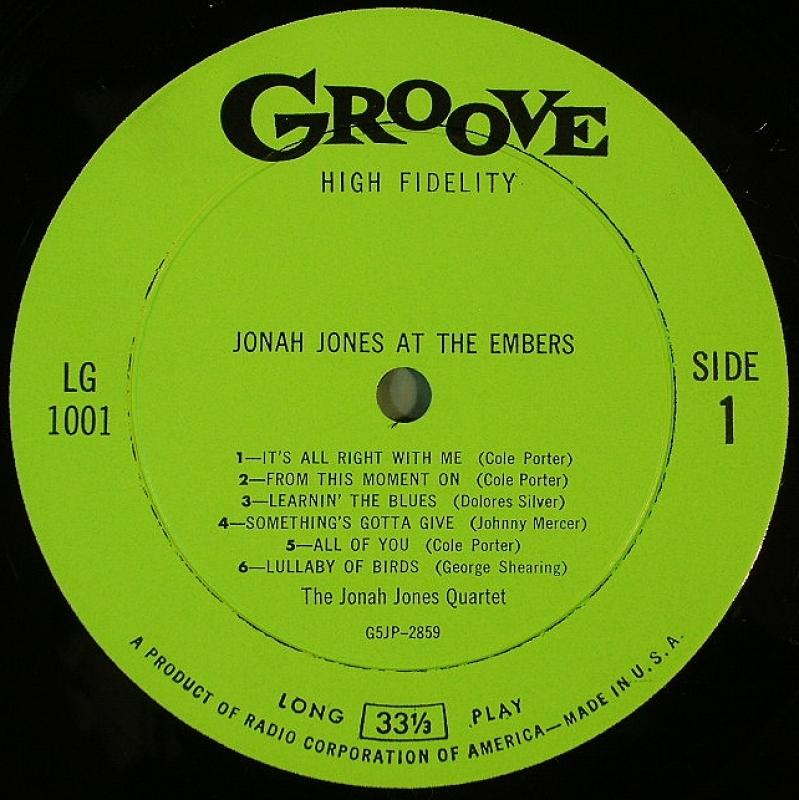 GROOVE
HIGH FIDELITY
JONAH JONES AT THE EMBERS
LG
1001
SIDE
1
1—IT'S ALL RIGHT WITH ME (Cole Porter)
2—FROM THIS MOMENT ON (Cole Porter)
3—LEARNIN' THE BLUES (Dolores Silver)
4—SOMETHING'S GOTTA GIVE (Johnny Mercer)
5—ALL OF YOU (Cole Porter)
6—LULLABY OF BIRDS (George Shearing)
The Jonah Jones Quartet
G5JP-2859
LONG 33⅓ PLAY
A PRODUCT OF RADIO CORPORATION OF AMERICA—MADE IN U.S.A.